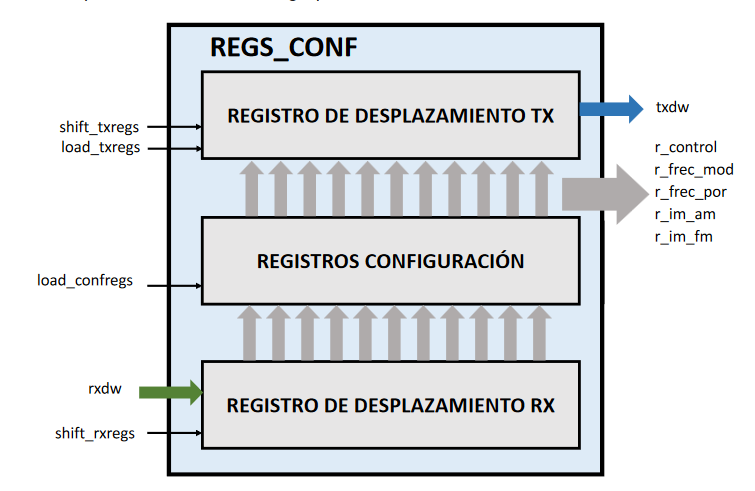 REGS_CONF
REGISTRO DE DESPLAZAMIENTO TX
txdw
shift_txregs
load_txregs
r_control
r_frec_mod
r_frec_por
r_im_am
r_im_fm
REGISTROS CONFIGURACIÓN
load_confregs
rxdw
REGISTRO DE DESPLAZAMIENTO RX
shift_rxregs